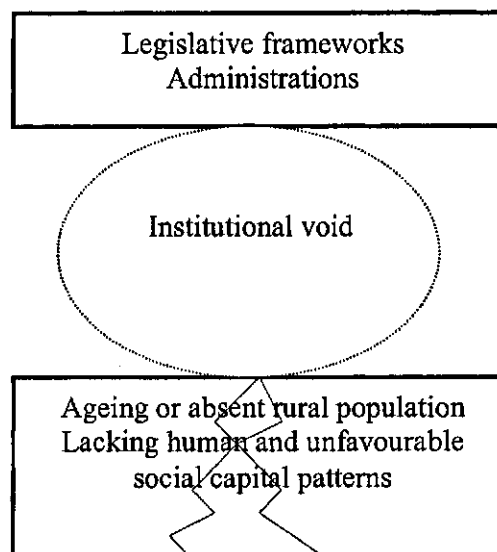 Legislative frameworks
Administrations
Institutional void
Ageing or absent rural population
Lacking human and unfavourable
social capital patterns